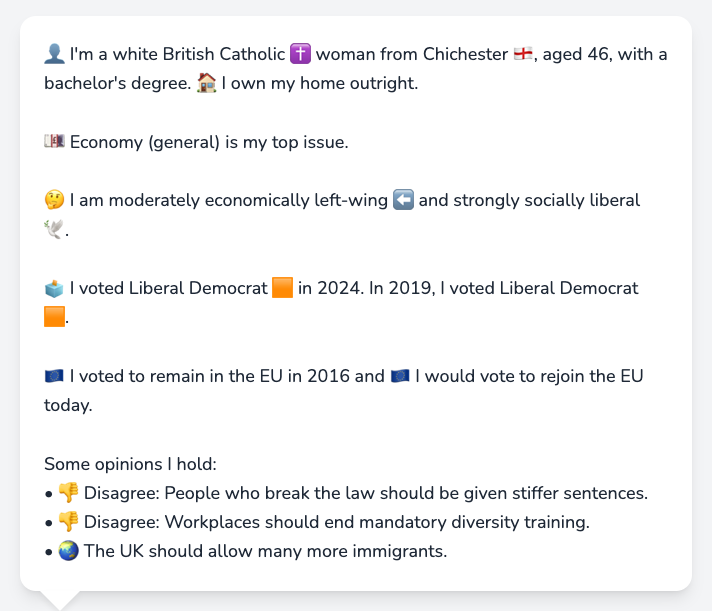 👤 I'm a white British Catholic ✝️ woman from Chichester 🏴󠁧󠁢󠁥󠁮󠁧󠁿, aged 46, with a
bachelor's degree. 🏠 I own my home outright.
💷 Economy (general) is my top issue.
🤔 I am moderately economically left-wing ⬅️ and strongly socially liberal
🕊️.
🗳️ I voted Liberal Democrat 🟧 in 2024. In 2019, I voted Liberal Democrat
🟧.
🇪🇺 I voted to remain in the EU in 2016 and 🇪🇺 I would vote to rejoin the EU
today.
Some opinions I hold:
• 👎 Disagree: People who break the law should be given stiffer sentences.
• 👎 Disagree: Workplaces should end mandatory diversity training.
• 🌏 The UK should allow many more immigrants.